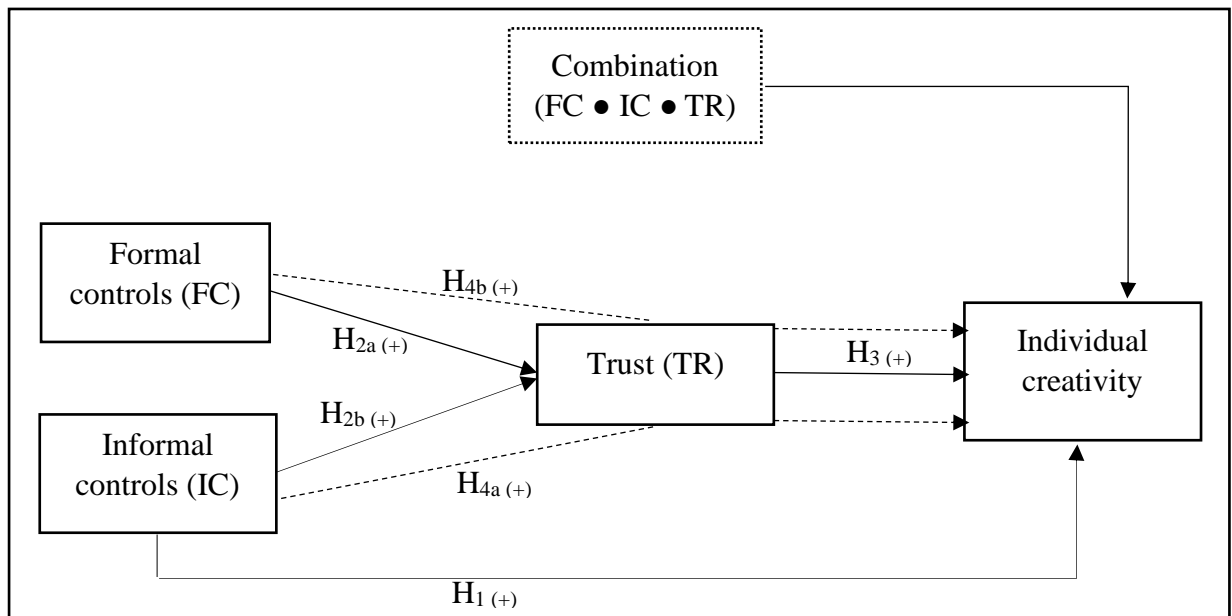 Combination
(FC ● IC ● TR)
Formal
controls (FC)
H4b (+)
H2a (+)
Trust (TR)
H3 (+)
Individual
creativity
H2b (+)
Informal
controls (IC)
H4a (+)
H1 (+)